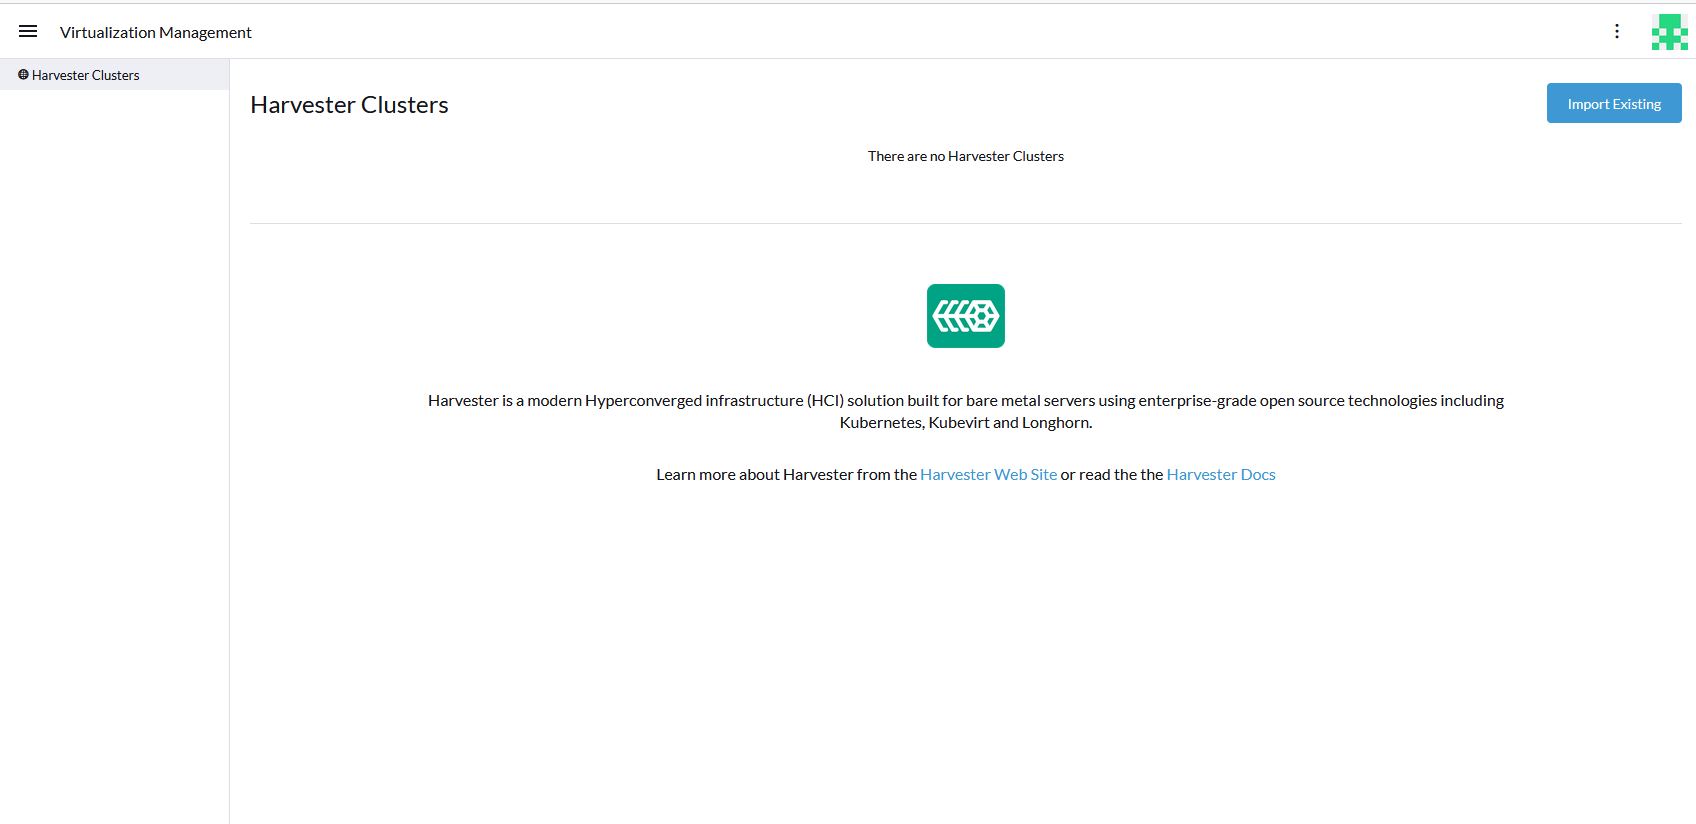 Virtualization Management
Harvester Clusters
Harvester Clusters
Import Existing
There are no Harvester Clusters
Harvester is a modern Hyperconverged infrastructure (HCI) solution built for bare metal servers using enterprise-grade open source technologies including
Kubernetes, Kubevirt and Longhorn.
Learn more about Harvester from the Harvester Web Site or read the the Harvester Docs